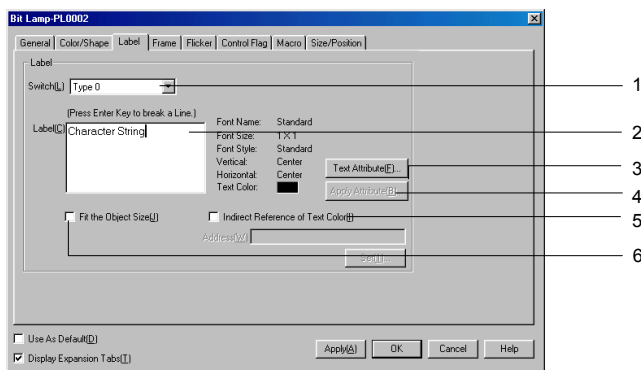 Bit Lamp-PL0002
General Color/Shape Label Frame Flicker Control Flag Macro Size/Position
Label
Switch(L) Type 0 1
(Press Enter Key to break a Line.)
Label(C) Character String 2
Font Name: Standard
Font Size: 1 X 1
Font Style: Standard
Vertical: Center
Horizontal: Center
Text Color:
Text Attribute(F)... 3
Apply Attribute(B) 4
Fit the Object Size(J) Indirect Reference of Text Color(I) 5
Address(W)
6
Use As Default(D)
Display Expansion Tabs(T)
Apply(A) OK Cancel Help